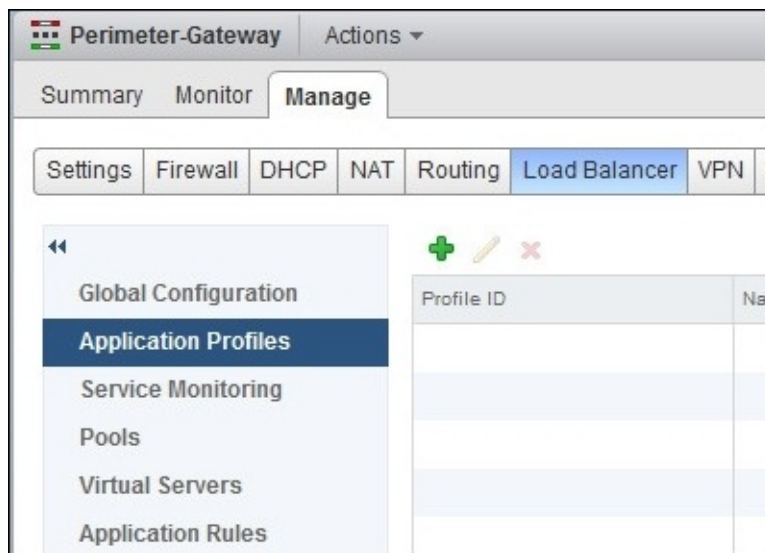 Perimeter-Gateway Actions
Summary Monitor Manage
Settings Firewall DHCP NAT Routing Load Balancer VPN
Global Configuration
Profile ID Na
Application Profiles
Service Monitoring
Pools
Virtual Servers
Application Rules